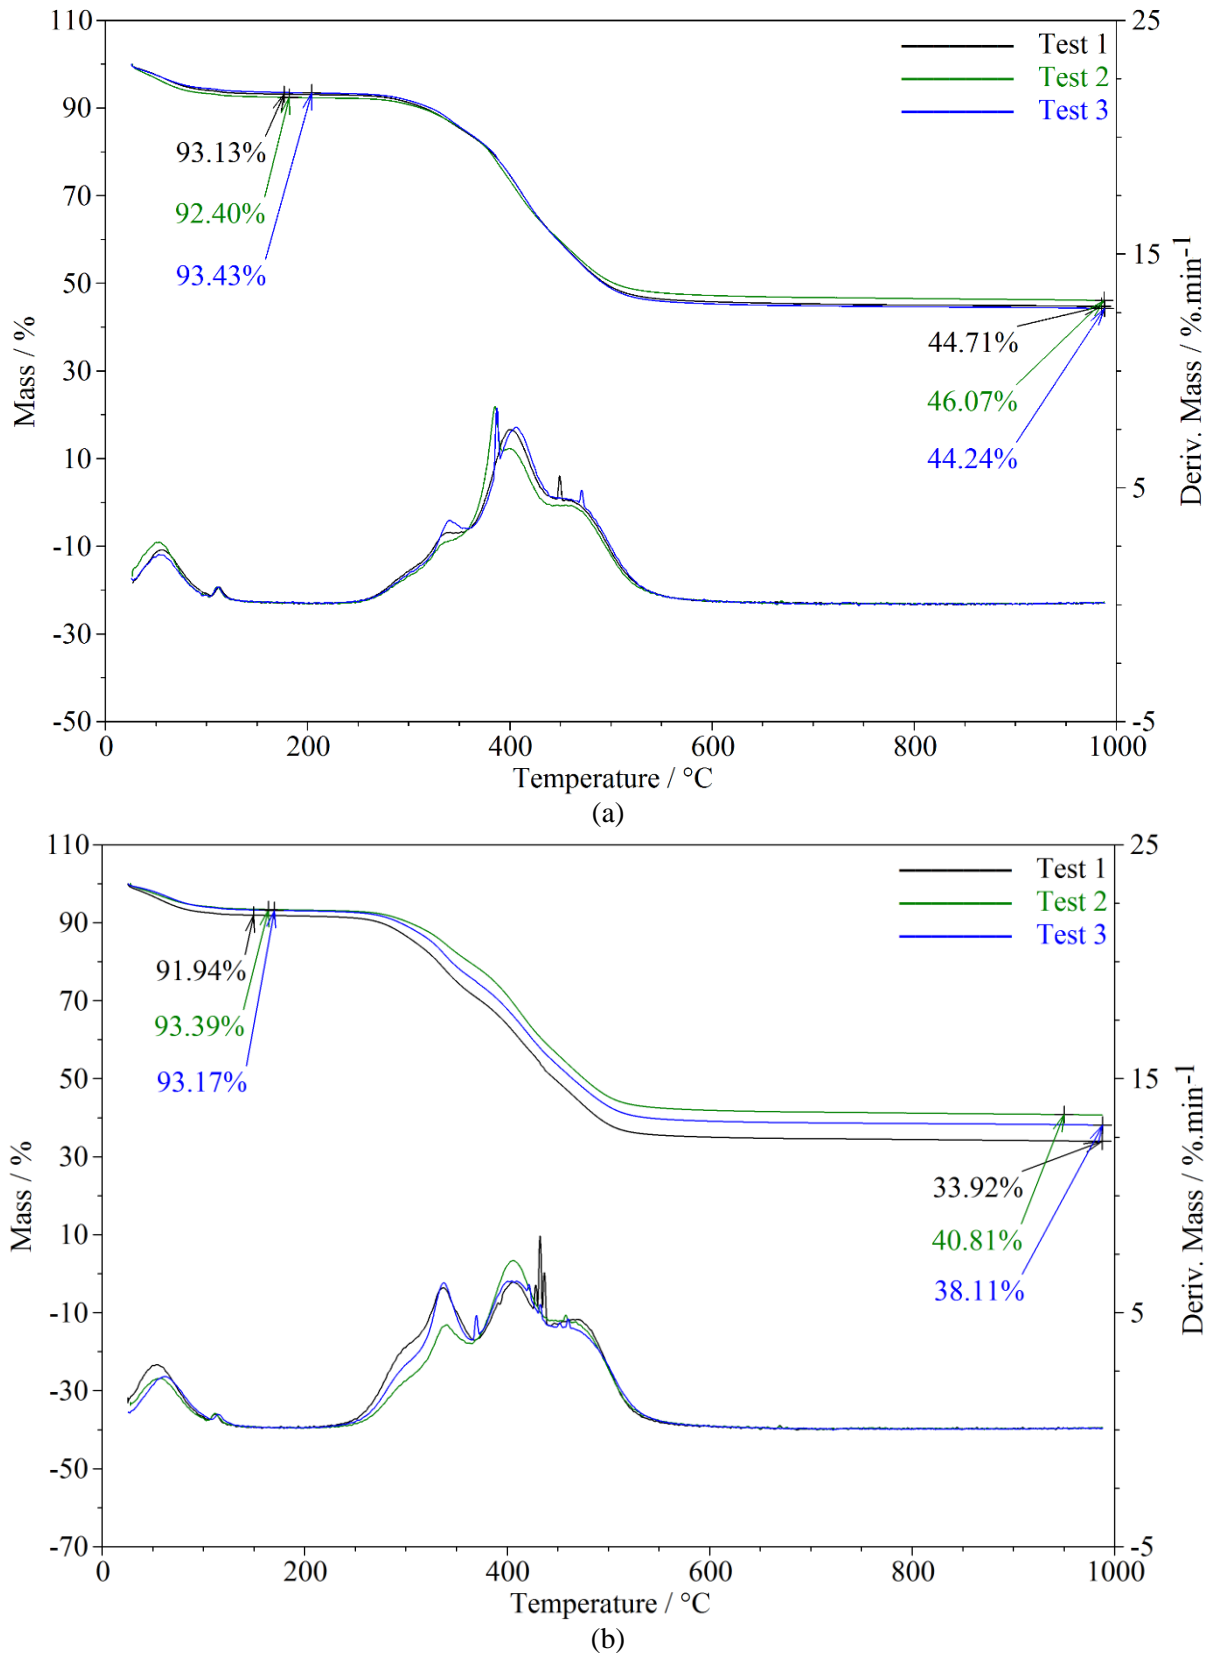 110
90
70
50
30
10
-10
-30
-50
Mass / %
25
15
5
-5
Deriv. Mass / %.min-1
Test 1
Test 2
Test 3
93.13%
92.40%
93.43%
44.71%
46.07%
44.24%
0 200 400 600 800 1000
Temperature / °C
(a)
110
90
70
50
30
10
-10
-30
-50
-70
Mass / %
25
15
5
-5
Deriv. Mass / %.min-1
Test 1
Test 2
Test 3
91.94%
93.39%
93.17%
33.92%
40.81%
38.11%
0 200 400 600 800 1000
Temperature / °C
(b)